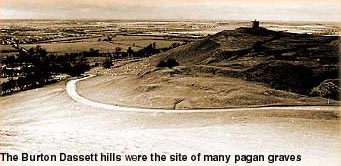 The Burton Dassett hills were the site of many pagan graves